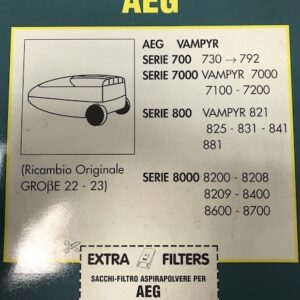 AEG
AEG VAMPYR
SERIE 700 730 → 792
SERIE 7000 VAMPYR 7000
7100 - 7200
SERIE 800 VAMPYR 821
825 - 831 - 841
881
(Ricambio Originale
GROβE 22 - 23)
SERIE 8000 8200 - 8208
8209 - 8400
8600 - 8700
EXTRA FILTERS
SACCHI-FILTRO ASPIRAPOLVERE PER
AEG